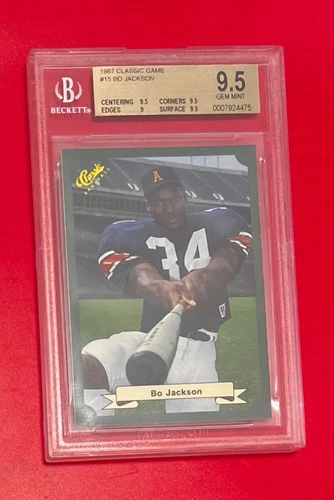 1987 CLASSIC GAME
#15 BO JACKSON
B
BECKETT
CENTERING 9.5 CORNERS 9.5
EDGES 9 SURFACE 9.5
9.5
GEM MINT
0007924475
Classic
A
34
Bo Jackson